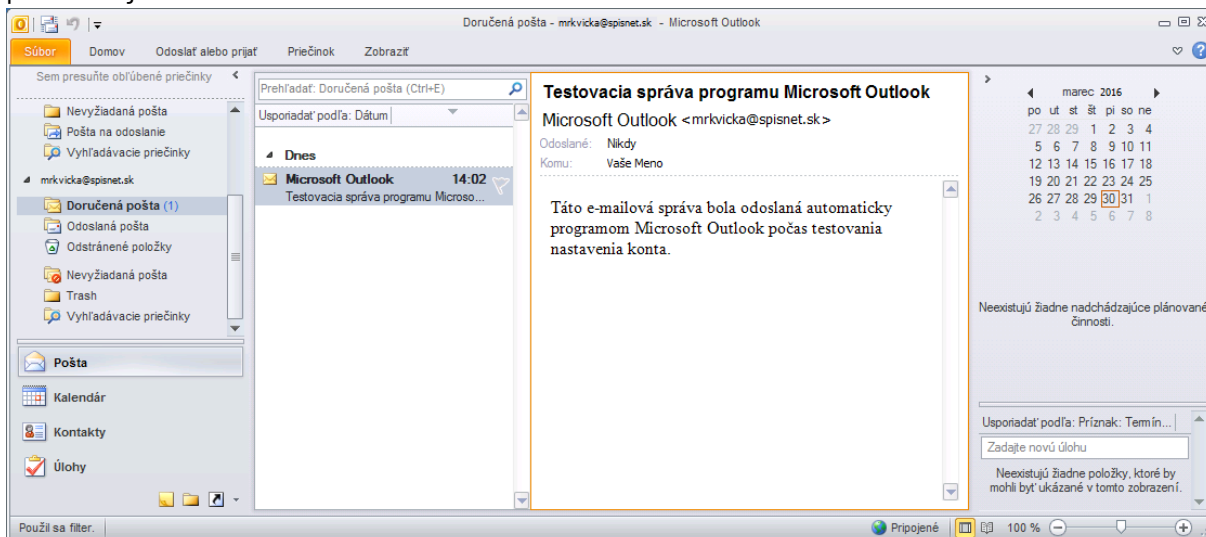 Doručená pošta - mrkvicka@spisnet.sk - Microsoft Outlook
Súbor Domov Odoslať alebo prijať Priečinok Zobraziť
Sem presuňte obľúbené priečinky
Nevyžiadaná pošta
Pošta na odoslanie
Vyhľadávacie priečinky
mrkvicka@spisnet.sk
Doručená pošta (1)
Odoslaná pošta
Odstránené položky
Nevyžiadaná pošta
Trash
Vyhľadávacie priečinky
Pošta
Kalendár
Kontakty
Úlohy
Prehľadať: Doručená pošta (Ctrl+E)
Usporiadať podľa: Dátum
Dnes
Microsoft Outlook 14:02
Testovacia správa programu Microso...
Testovacia správa programu Microsoft Outlook
Microsoft Outlook <mrkvicka@spisnet.sk>
Odoslané: Nikdy
Komu: Vaše Meno
Táto e-mailová správa bola odoslaná automaticky
programom Microsoft Outlook počas testovania
nastavenia konta.
marec 2016
po ut st št pi so ne
27 28 29 1 2 3 4
5 6 7 8 9 10 11
12 13 14 15 16 17 18
19 20 21 22 23 24 25
26 27 28 29 30 31 1
2 3 4 5 6 7 8
Neexistujú žiadne nadchádzajúce plánované
činnosti.
Usporiadať podľa: Príznak: Termín...
Zadajte novú úlohu
Neexistujú žiadne položky, ktoré by
mohli byť ukázané v tomto zobrazení.
Použil sa filter.
Pripojené 100 %